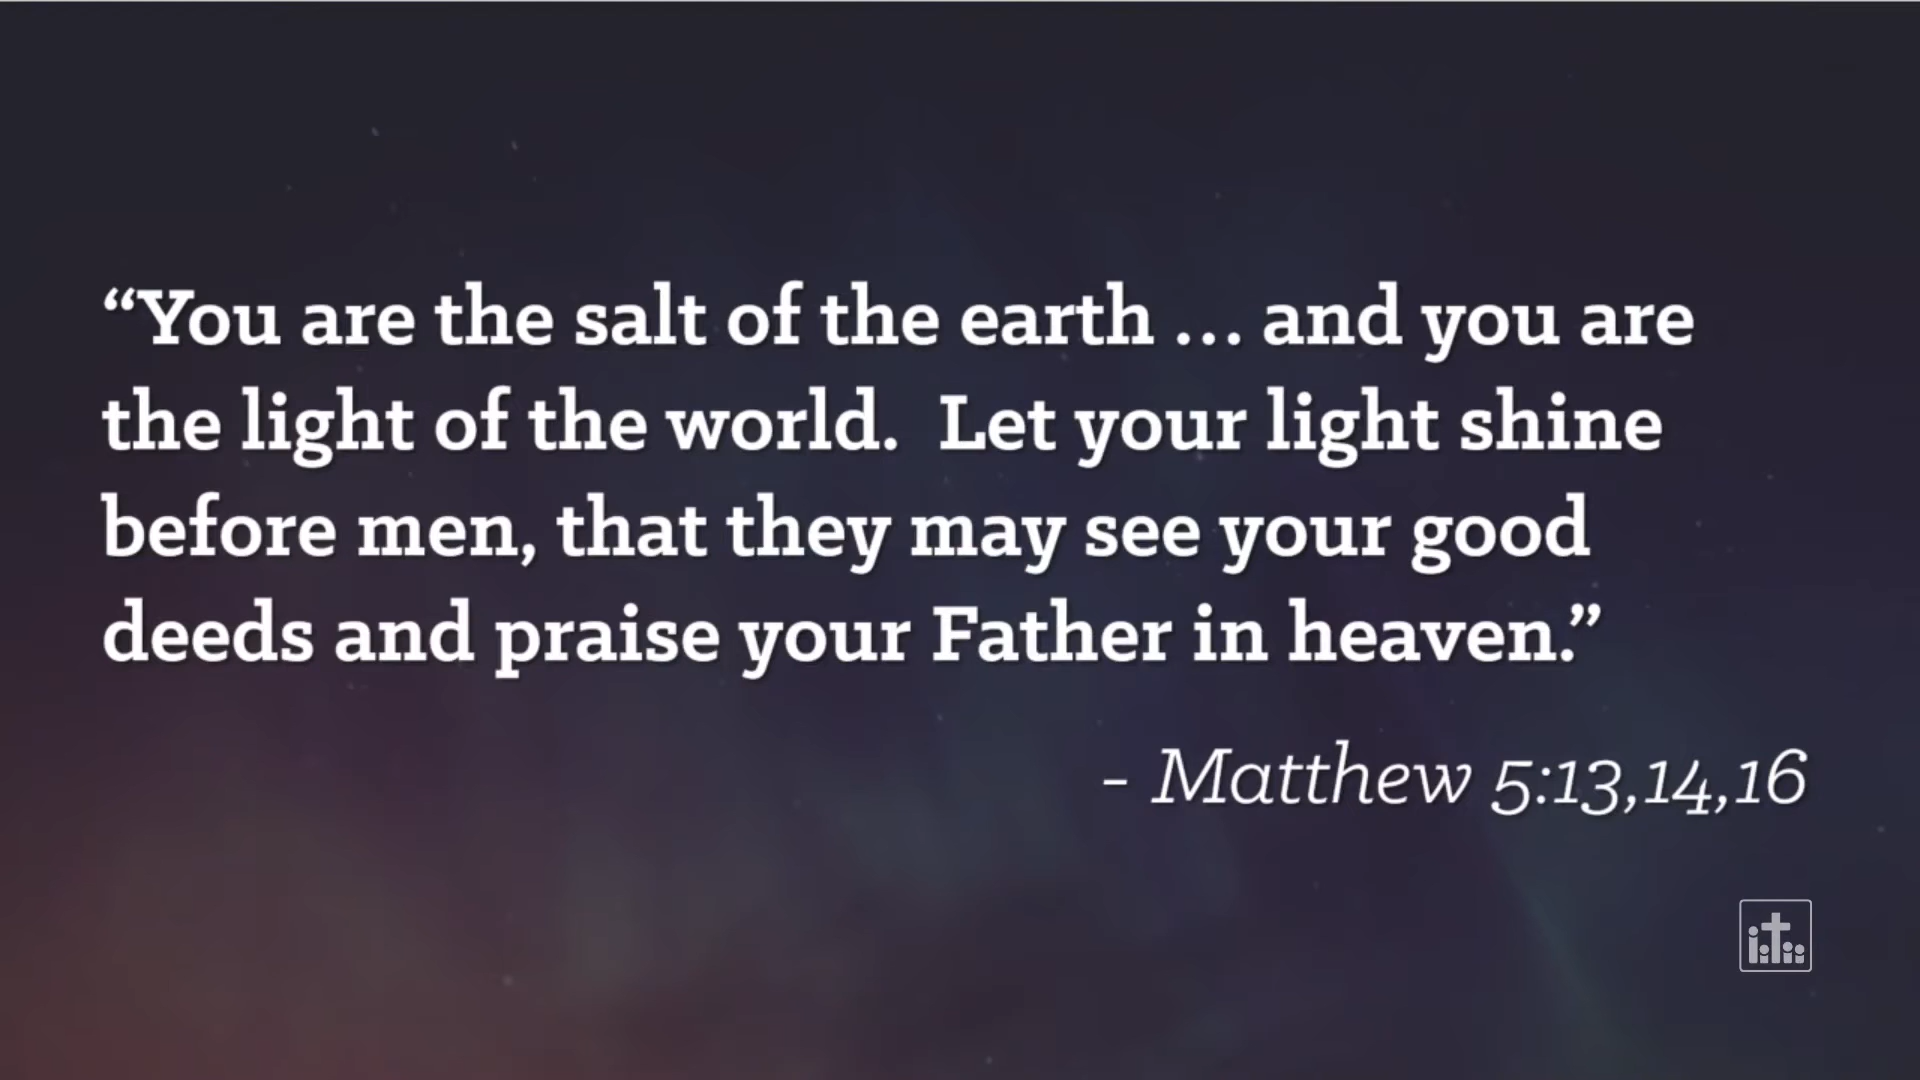 “You are the salt of the earth … and you are
the light of the world.  Let your light shine
before men, that they may see your good
deeds and praise your Father in heaven.”
- Matthew 5:13,14,16